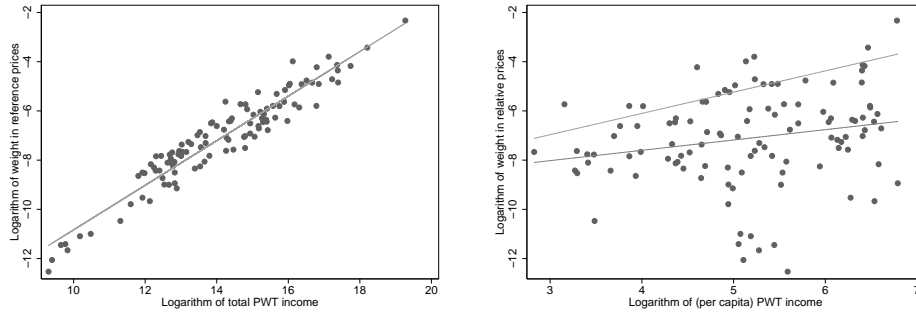 Logarithm of weight in reference prices
−2
−4
−6
−8
−10
−12
10 12 14 16 18 20
Logarithm of total PWT income
Logarithm of weight in relative prices
−2
−4
−6
−8
−10
−12
3 4 5 6 7
Logarithm of (per capita) PWT income